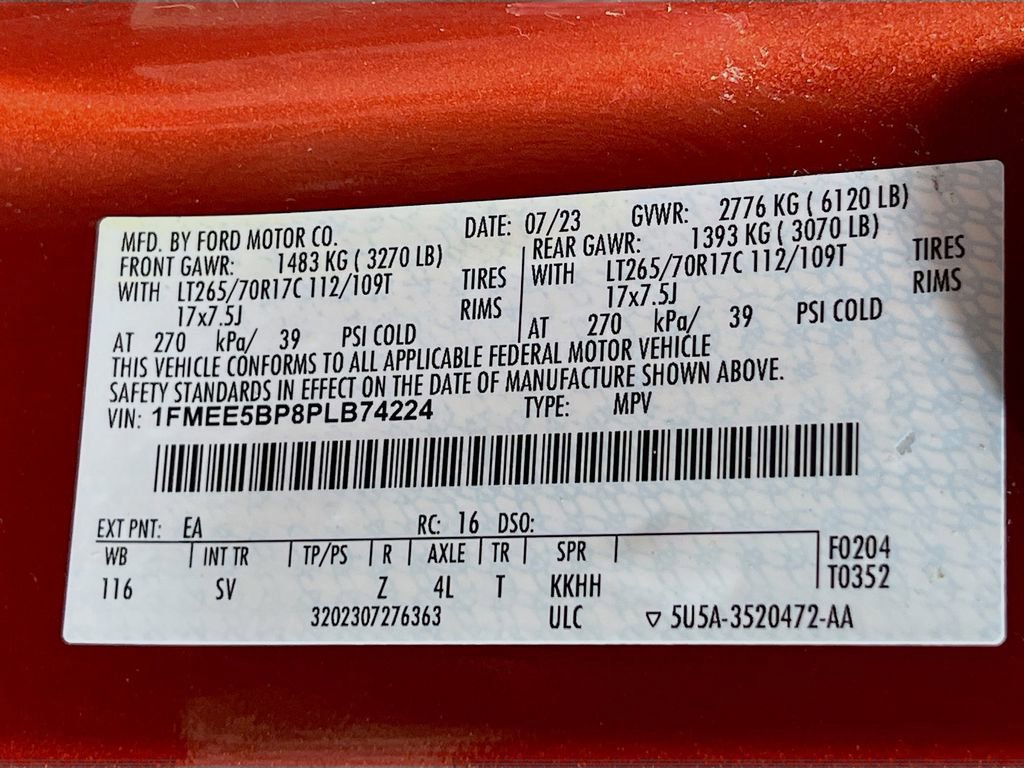 MFD. BY FORD MOTOR CO. DATE: 07/23 GVWR: 2776 KG ( 6120 LB)
FRONT GAWR: 1483 KG ( 3270 LB) REAR GAWR: 1393 KG ( 3070 LB)
WITH LT265/70R17C 112/109T TIRES WITH LT265/70R17C 112/109T TIRES
17x7.5J RIMS 17x7.5J RIMS
AT 270 kPa/ 39 PSI COLD AT 270 kPa/ 39 PSI COLD
THIS VEHICLE CONFORMS TO ALL APPLICABLE FEDERAL MOTOR VEHICLE
SAFETY STANDARDS IN EFFECT ON THE DATE OF MANUFACTURE SHOWN ABOVE.
VIN: 1FMEE5BP8PLB74224 TYPE: MPV
EXT PNT: EA RC: 16 DSO:
WB INT TR TP/PS R AXLE TR SPR F0204
116 SV Z 4L T KKHH T0352
3202307276363 ULC ▽ 5U5A-3520472-AA